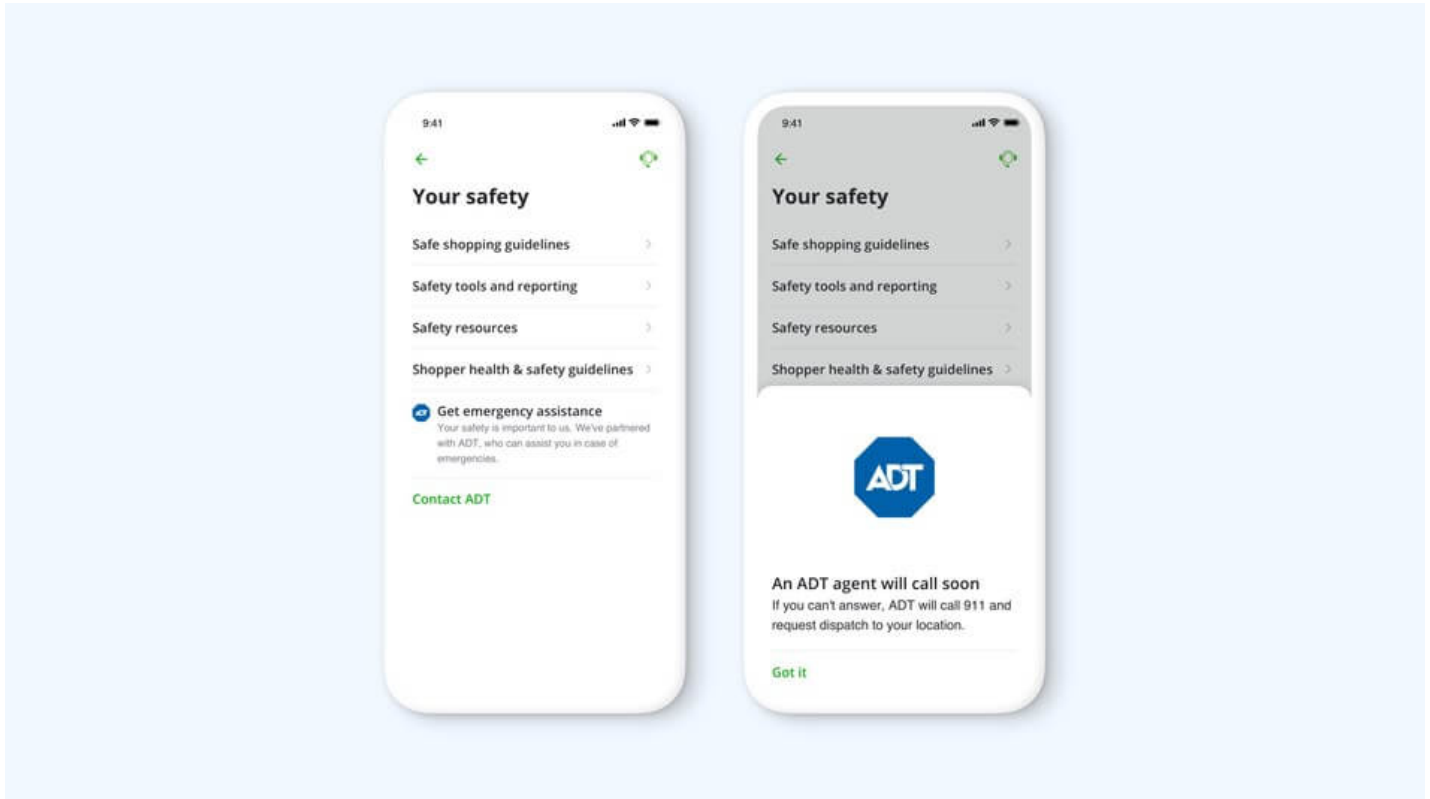 9:41
Your safety
Safe shopping guidelines
Safety tools and reporting
Safety resources
Shopper health & safety guidelines
ADT
Get emergency assistance
Your safety is important to us. We've partnered
with ADT, who can assist you in case of
emergencies.
Contact ADT
9:41
Your safety
Safe shopping guidelines
Safety tools and reporting
Safety resources
Shopper health & safety guidelines
ADT
An ADT agent will call soon
If you can't answer, ADT will call 911 and
request dispatch to your location.
Got it